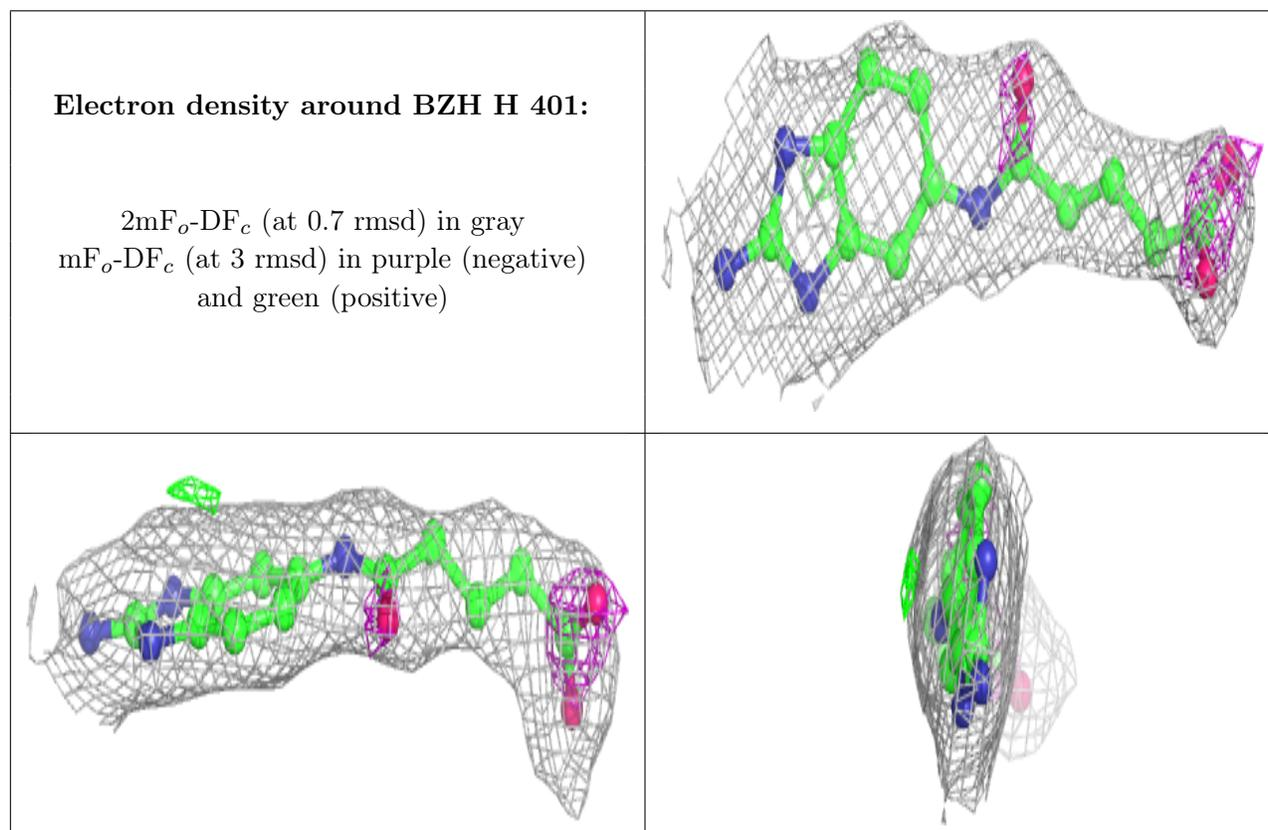 Electron density around BZH H 401:
2mFo-DFc (at 0.7 rmsd) in gray
mFo-DFc (at 3 rmsd) in purple (negative)
and green (positive)